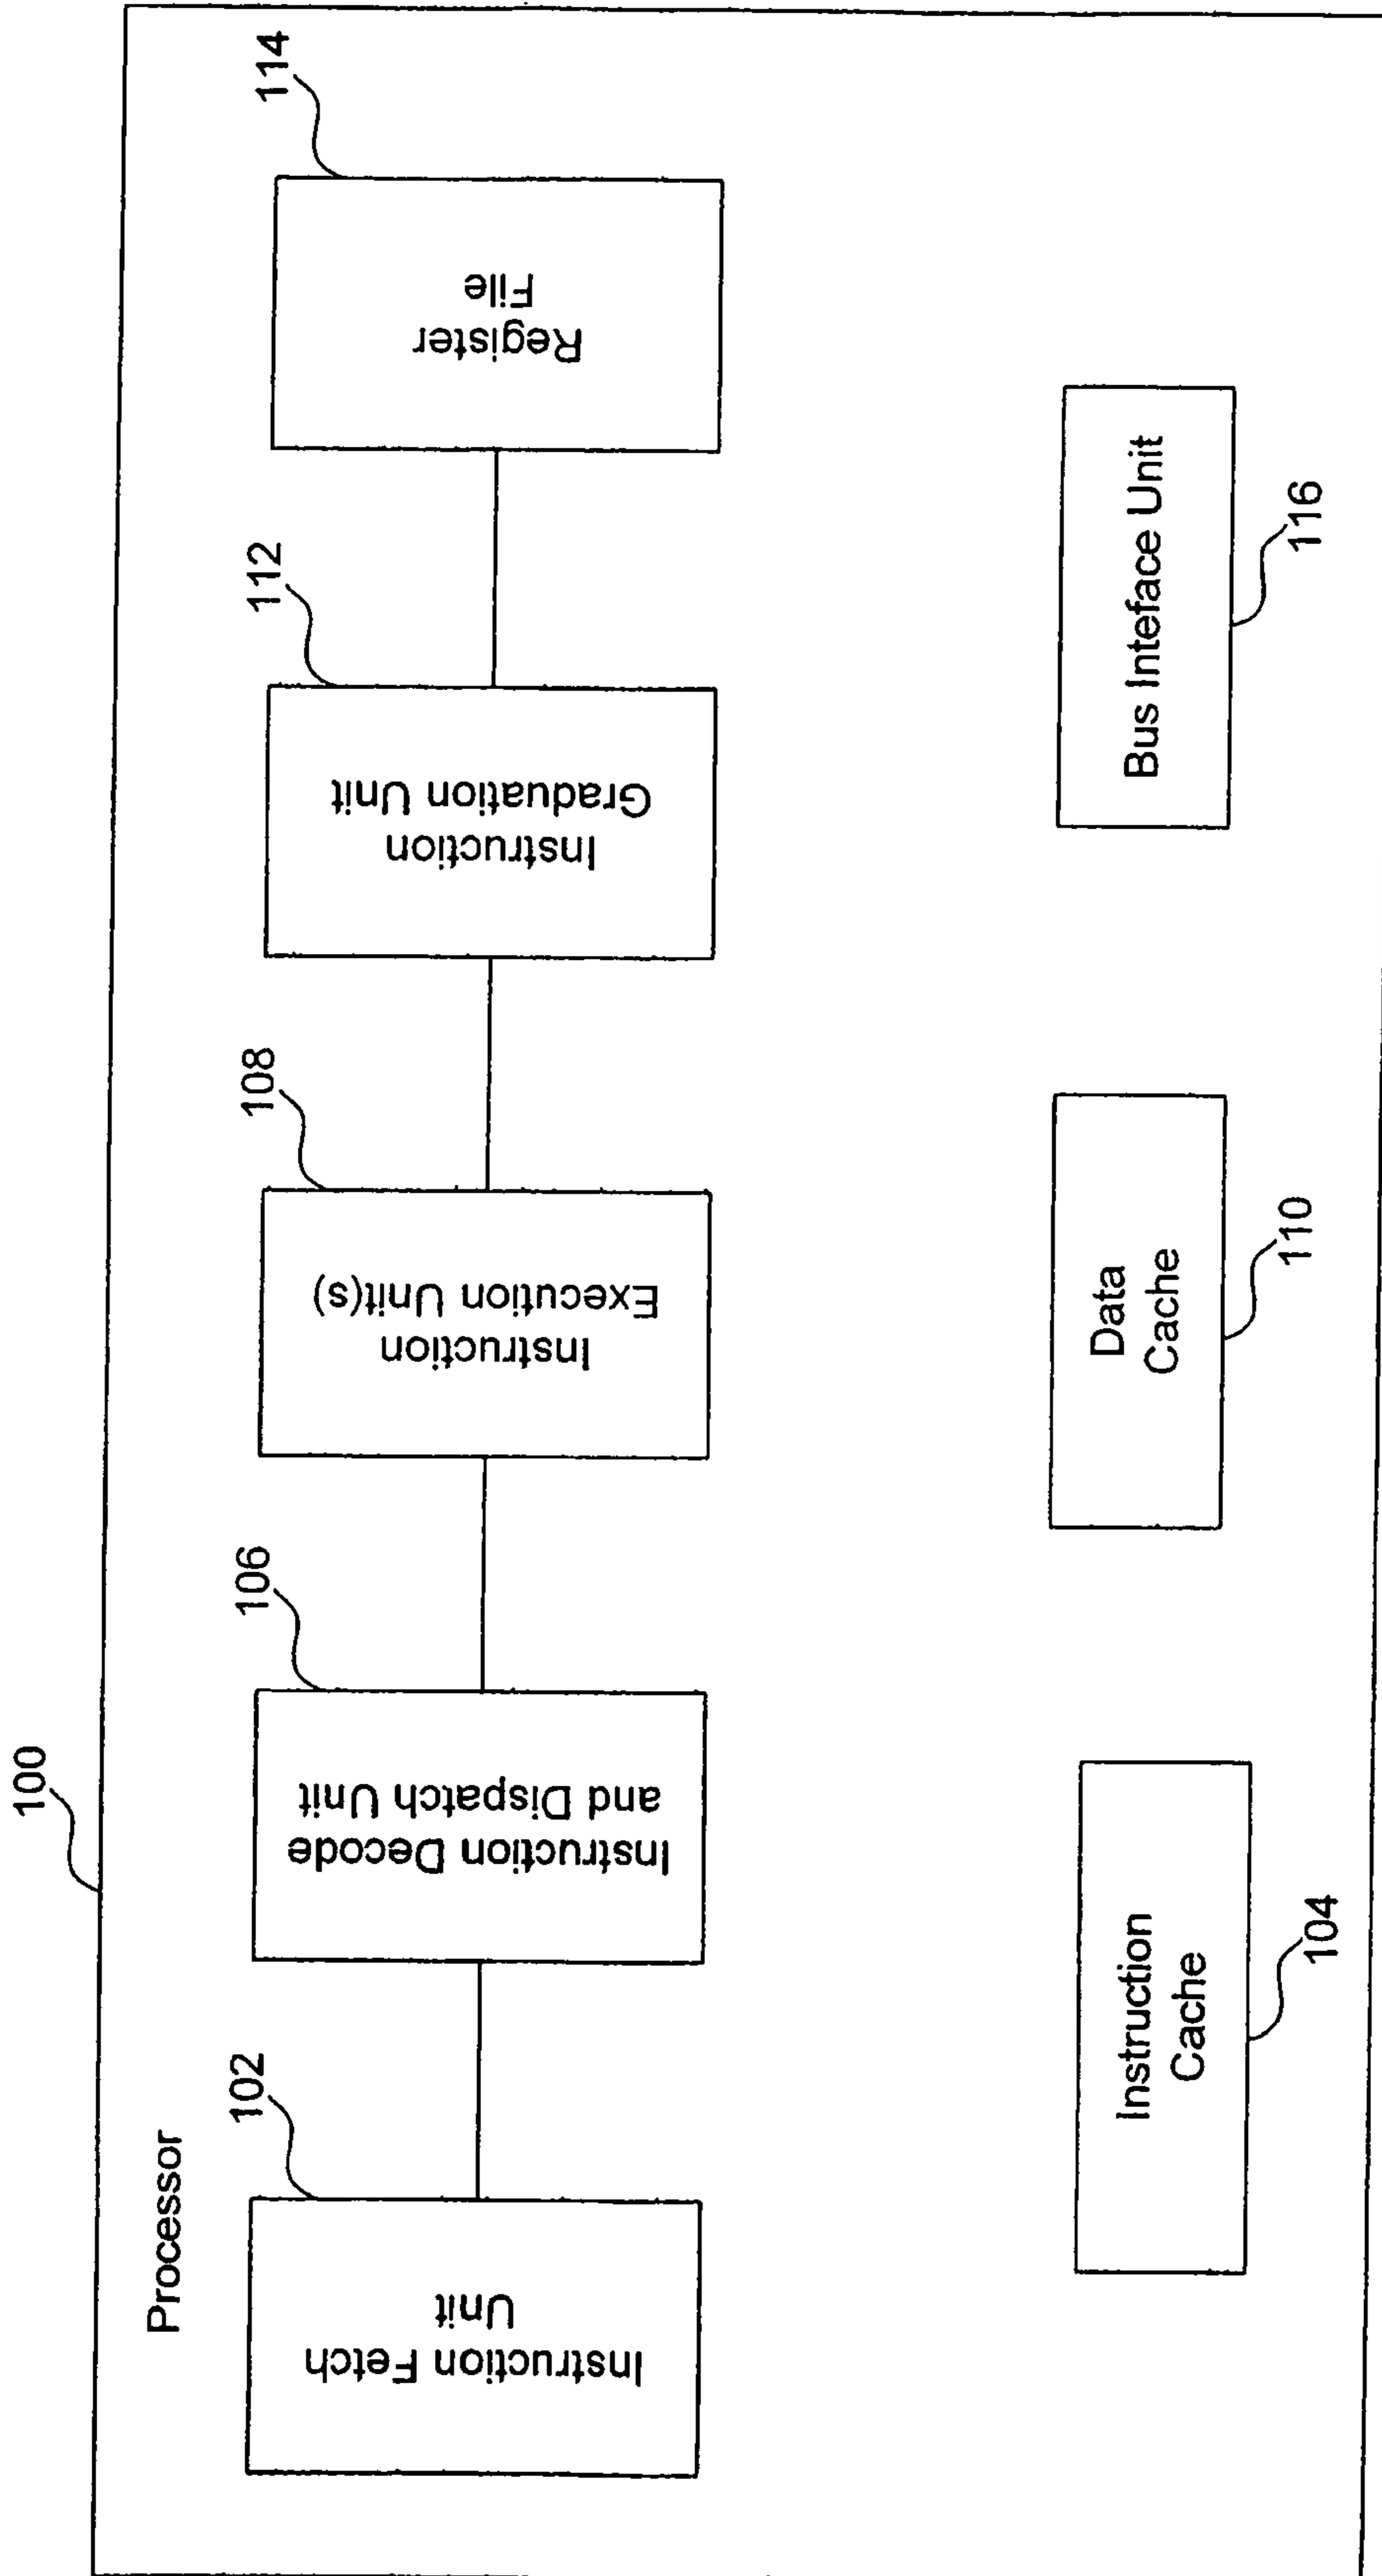 100
Processor
102
Instruction Fetch
Unit
106
Instruction Decode
and Dispatch Unit
108
Instruction
Execution Unit(s)
112
Instruction
Graduation Unit
114
Register
File
Instruction
Cache
104
Data
Cache
110
Bus Inteface Unit
116